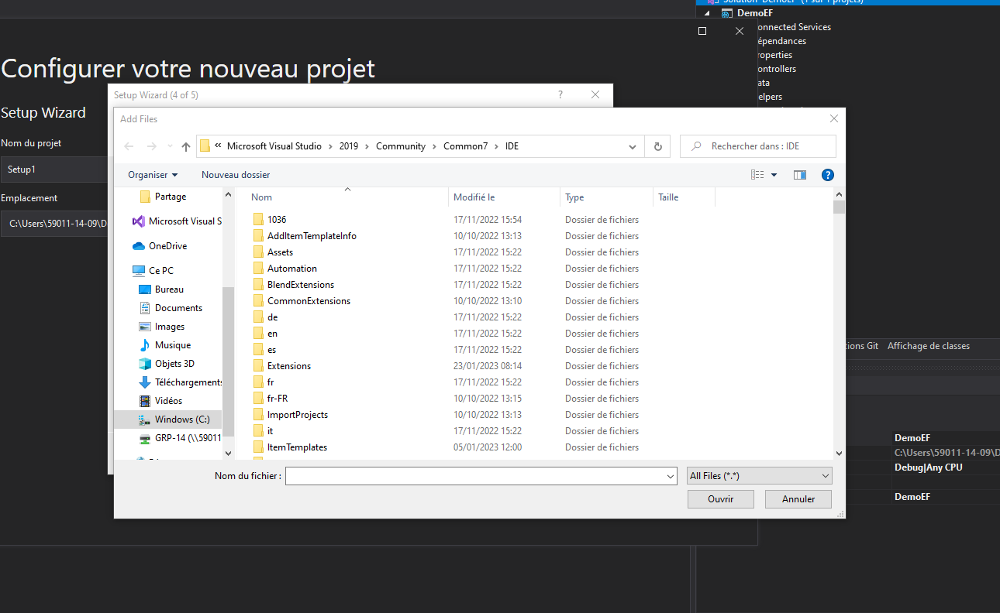 Solution "DemoEF" (1 sur 1 projets)
DemoEF
onnected Services
épendances
roperties
ontrollers
ata
elpers
Configurer votre nouveau projet
Setup Wizard
Nom du projet
Setup1
Emplacement
C:\Users\59011-14-09\D
Setup Wizard (4 of 5)
?
Add Files
« Microsoft Visual Studio › 2019 › Community › Common7 › IDE
Rechercher dans : IDE
Organiser
Nouveau dossier
?
Partage
Microsoft Visual S
OneDrive
Ce PC
Bureau
Documents
Images
Musique
Objets 3D
Téléchargements
Vidéos
Windows (C:)
GRP-14 (\\59011
Nom Modifié le Type Taille
1036 17/11/2022 15:54 Dossier de fichiers
AddItemTemplateInfo 10/10/2022 13:13 Dossier de fichiers
Assets 17/11/2022 15:22 Dossier de fichiers
Automation 17/11/2022 15:22 Dossier de fichiers
BlendExtensions 17/11/2022 15:22 Dossier de fichiers
CommonExtensions 10/10/2022 13:10 Dossier de fichiers
de 17/11/2022 15:22 Dossier de fichiers
en 17/11/2022 15:22 Dossier de fichiers
es 17/11/2022 15:22 Dossier de fichiers
Extensions 23/01/2023 08:14 Dossier de fichiers
fr 17/11/2022 15:22 Dossier de fichiers
fr-FR 10/10/2022 13:15 Dossier de fichiers
ImportProjects 10/10/2022 13:13 Dossier de fichiers
it 17/11/2022 15:22 Dossier de fichiers
ItemTemplates 05/01/2023 12:00 Dossier de fichiers
Nom du fichier :
All Files (*.*)
Ouvrir
Annuler
ions Git Affichage de classes
DemoEF
C:\Users\59011-14-09\D
Debug|Any CPU
DemoEF